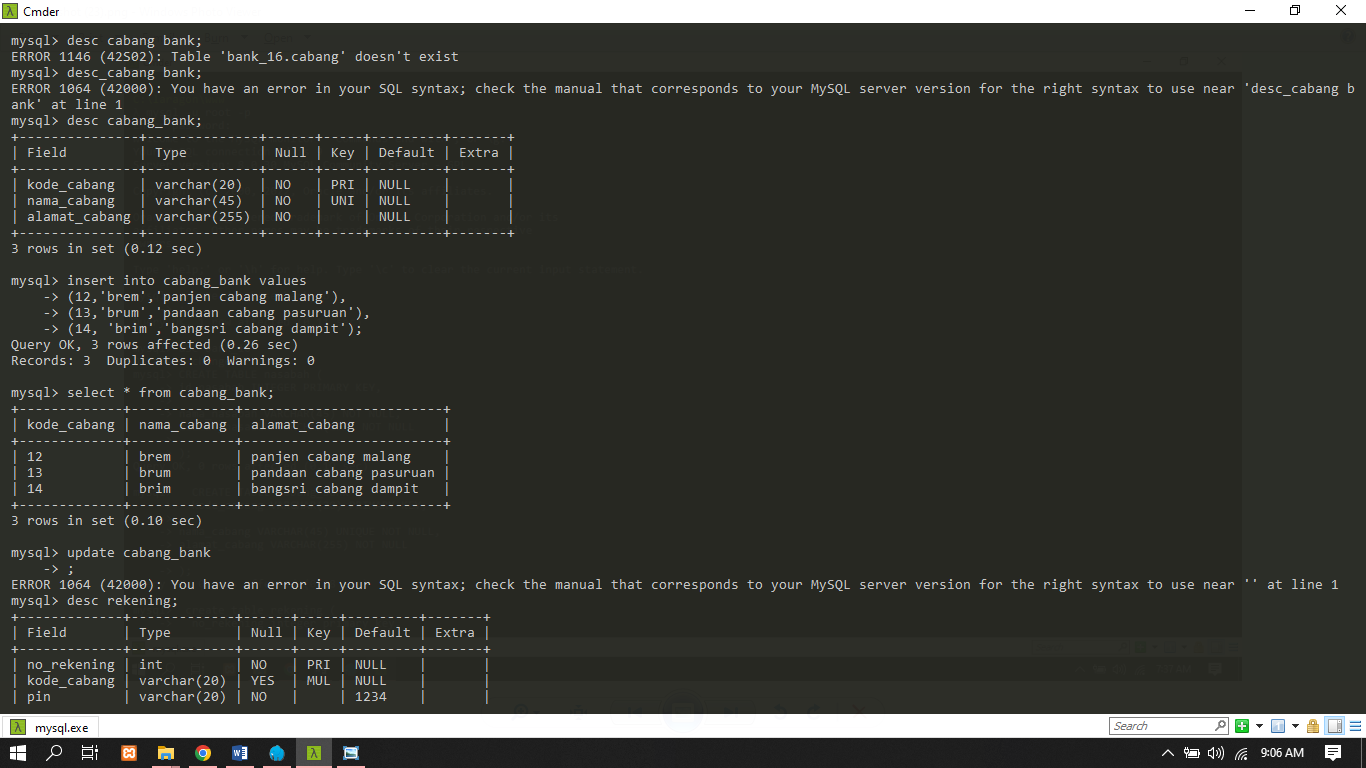 Cmder
mysql> desc cabang bank;
ERROR 1146 (42S02): Table 'bank_16.cabang' doesn't exist
mysql> desc_cabang bank;
ERROR 1064 (42000): You have an error in your SQL syntax; check the manual that corresponds to your MySQL server version for the right syntax to use near 'desc_cabang b
ank' at line 1
mysql> desc cabang_bank;
+---------------+--------------+------+-----+---------+-------+
| Field         | Type         | Null | Key | Default | Extra |
+---------------+--------------+------+-----+---------+-------+
| kode_cabang   | varchar(20)  | NO   | PRI | NULL    |       |
| nama_cabang   | varchar(45)  | NO   | UNI | NULL    |       |
| alamat_cabang | varchar(255) | NO   |     | NULL    |       |
+---------------+--------------+------+-----+---------+-------+
3 rows in set (0.12 sec)
mysql> insert into cabang_bank values
    -> (12,'brem','panjen cabang malang'),
    -> (13,'brum','pandaan cabang pasuruan'),
    -> (14, 'brim','bangsri cabang dampit');
Query OK, 3 rows affected (0.26 sec)
Records: 3  Duplicates: 0  Warnings: 0
mysql> select * from cabang_bank;
+-------------+-------------+-------------------------+
| kode_cabang | nama_cabang | alamat_cabang           |
+-------------+-------------+-------------------------+
| 12          | brem        | panjen cabang malang    |
| 13          | brum        | pandaan cabang pasuruan |
| 14          | brim        | bangsri cabang dampit   |
+-------------+-------------+-------------------------+
3 rows in set (0.10 sec)
mysql> update cabang_bank
    -> ;
ERROR 1064 (42000): You have an error in your SQL syntax; check the manual that corresponds to your MySQL server version for the right syntax to use near '' at line 1
mysql> desc rekening;
+-------------+-------------+------+-----+---------+-------+
| Field       | Type        | Null | Key | Default | Extra |
+-------------+-------------+------+-----+---------+-------+
| no_rekening | int         | NO   | PRI | NULL    |       |
| kode_cabang | varchar(20) | YES  | MUL | NULL    |       |
| pin         | varchar(20) | NO   |     | 1234    |       |
mysql.exe
Search
9:06 AM